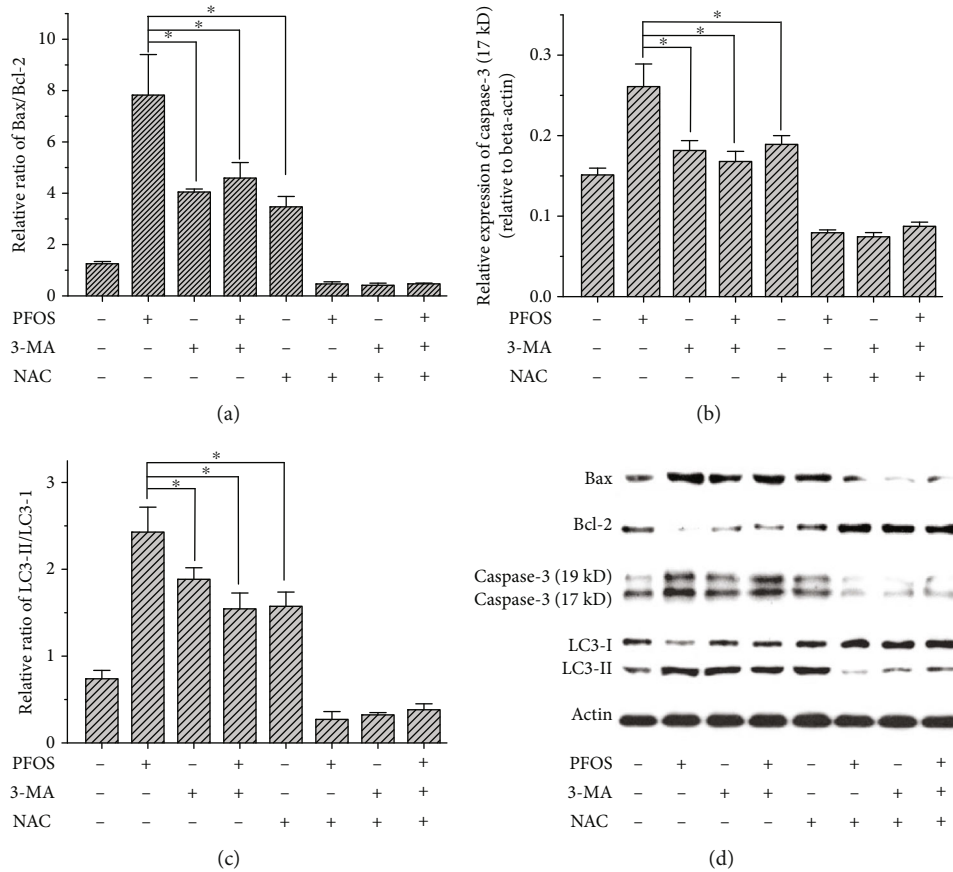 Relative ratio of Bax/Bcl-2
10
8
6
4
2
0
* * *
PFOS − + − + − + − +
3-MA − − + + − − + +
NAC − − − − + + + +
(a)
Relative expression of caspase-3 (17 kD)
(relative to beta-actin)
0.3
0.2
0.1
0.0
* * *
PFOS − + − + − + − +
3-MA − − + + − − + +
NAC − − − − + + + +
(b)
Relative ratio of LC3-II/LC3-1
3
2
1
0
* * *
PFOS − + − + − + − +
3-MA − − + + − − + +
NAC − − − − + + + +
(c)
Bax
Bcl-2
Caspase-3 (19 kD)
Caspase-3 (17 kD)
LC3-I
LC3-II
Actin
PFOS − + − + − + − +
3-MA − − + + − − + +
NAC − − − − + + + +
(d)